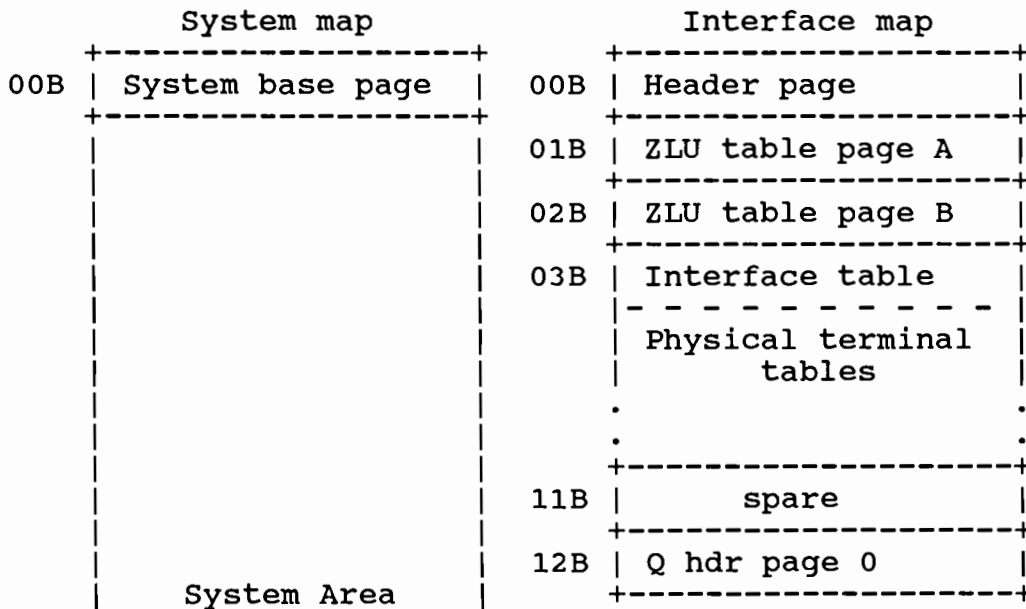 System map Interface map
00B System base page 00B Header page
01B ZLU table page A
02B ZLU table page B
03B Interface table
Physical terminal
tables
11B spare
12B Q hdr page 0
System Area